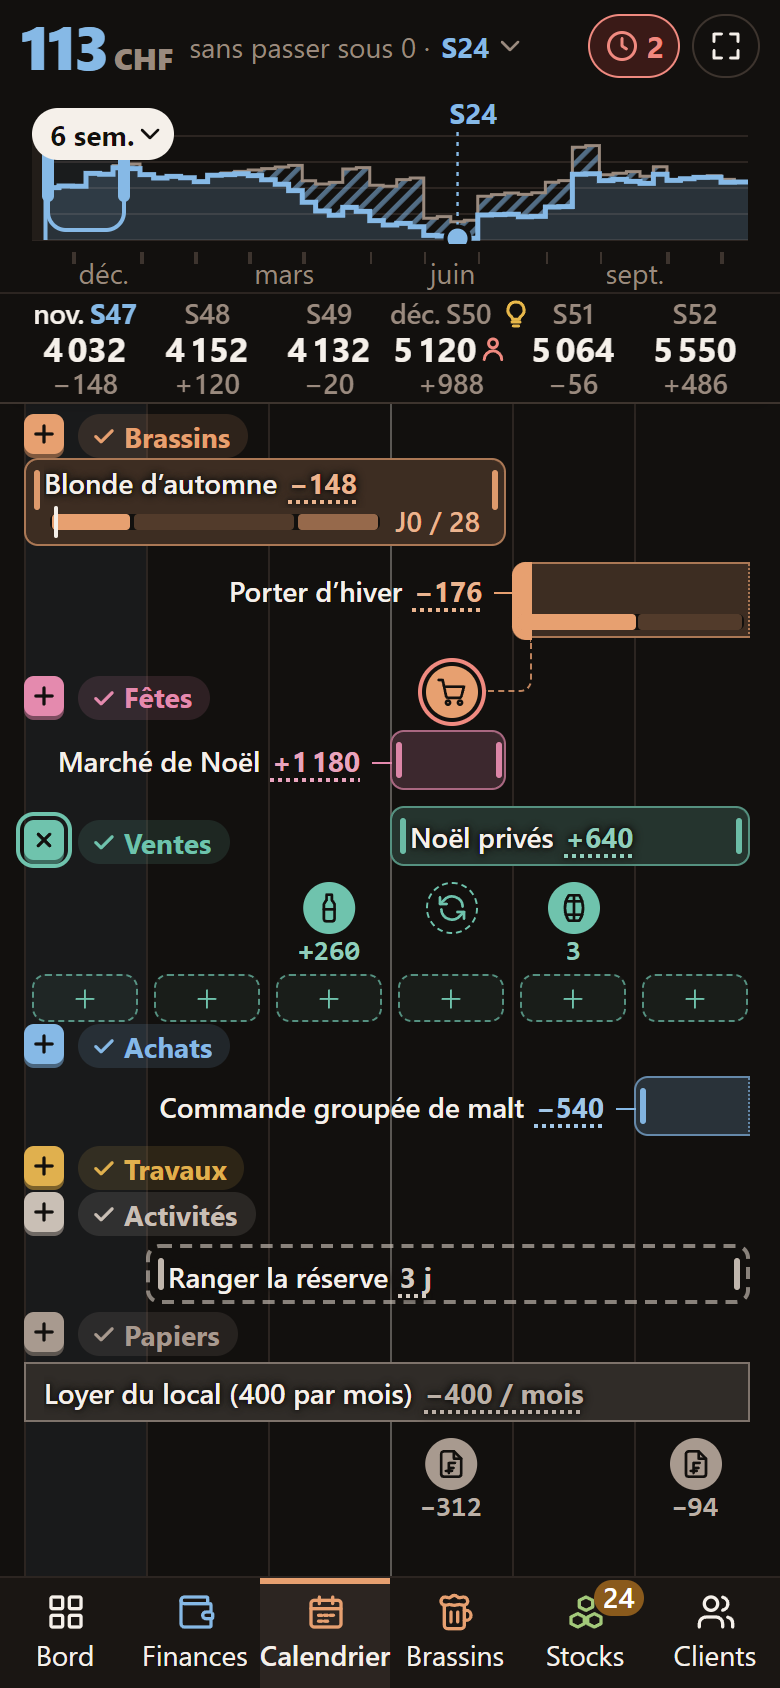 113 CHF sans passer sous 0 · S24
2
S24
6 sem.
déc. mars juin sept.
nov. S47 S48 S49 déc. S50 S51 S52
4 032 4 152 4 132 5 120 5 064 5 550
−148 +120 −20 +988 −56 +486
Brassins
Blonde d’automne −148
J0 / 28
Porter d’hiver −176
Fêtes
Marché de Noël +1 180
Ventes
Noël privés +640
+260 3
+ + + + + +
Achats
Commande groupée de malt −540
Travaux
Activités
Ranger la réserve 3 j
Papiers
Loyer du local (400 par mois) −400 / mois
−312 −94
24
Bord Finances Calendrier Brassins Stocks Clients